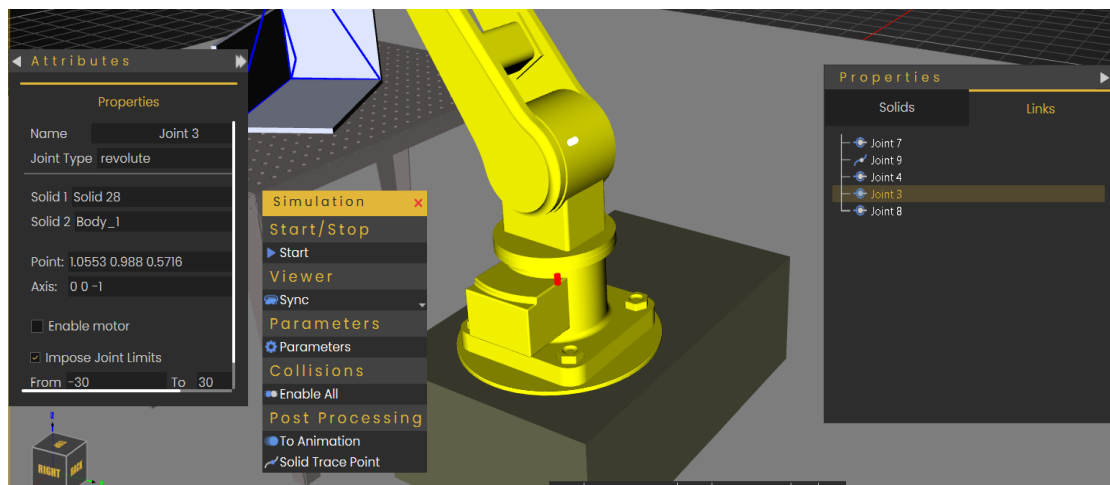 Attributes
Properties
Name Joint 3
Joint Type revolute
Solid 1 Solid 28
Solid 2 Body_1
Point: 1.0553 0.988 0.5716
Axis: 0 0 -1
Enable motor
Impose Joint Limits
From -30 To 30
Simulation
Start/Stop
Start
Viewer
Sync
Parameters
Parameters
Collisions
Enable All
Post Processing
To Animation
Solid Trace Point
Properties
Solids Links
Joint 7
Joint 9
Joint 4
Joint 3
Joint 8
z
RIGHT BACK